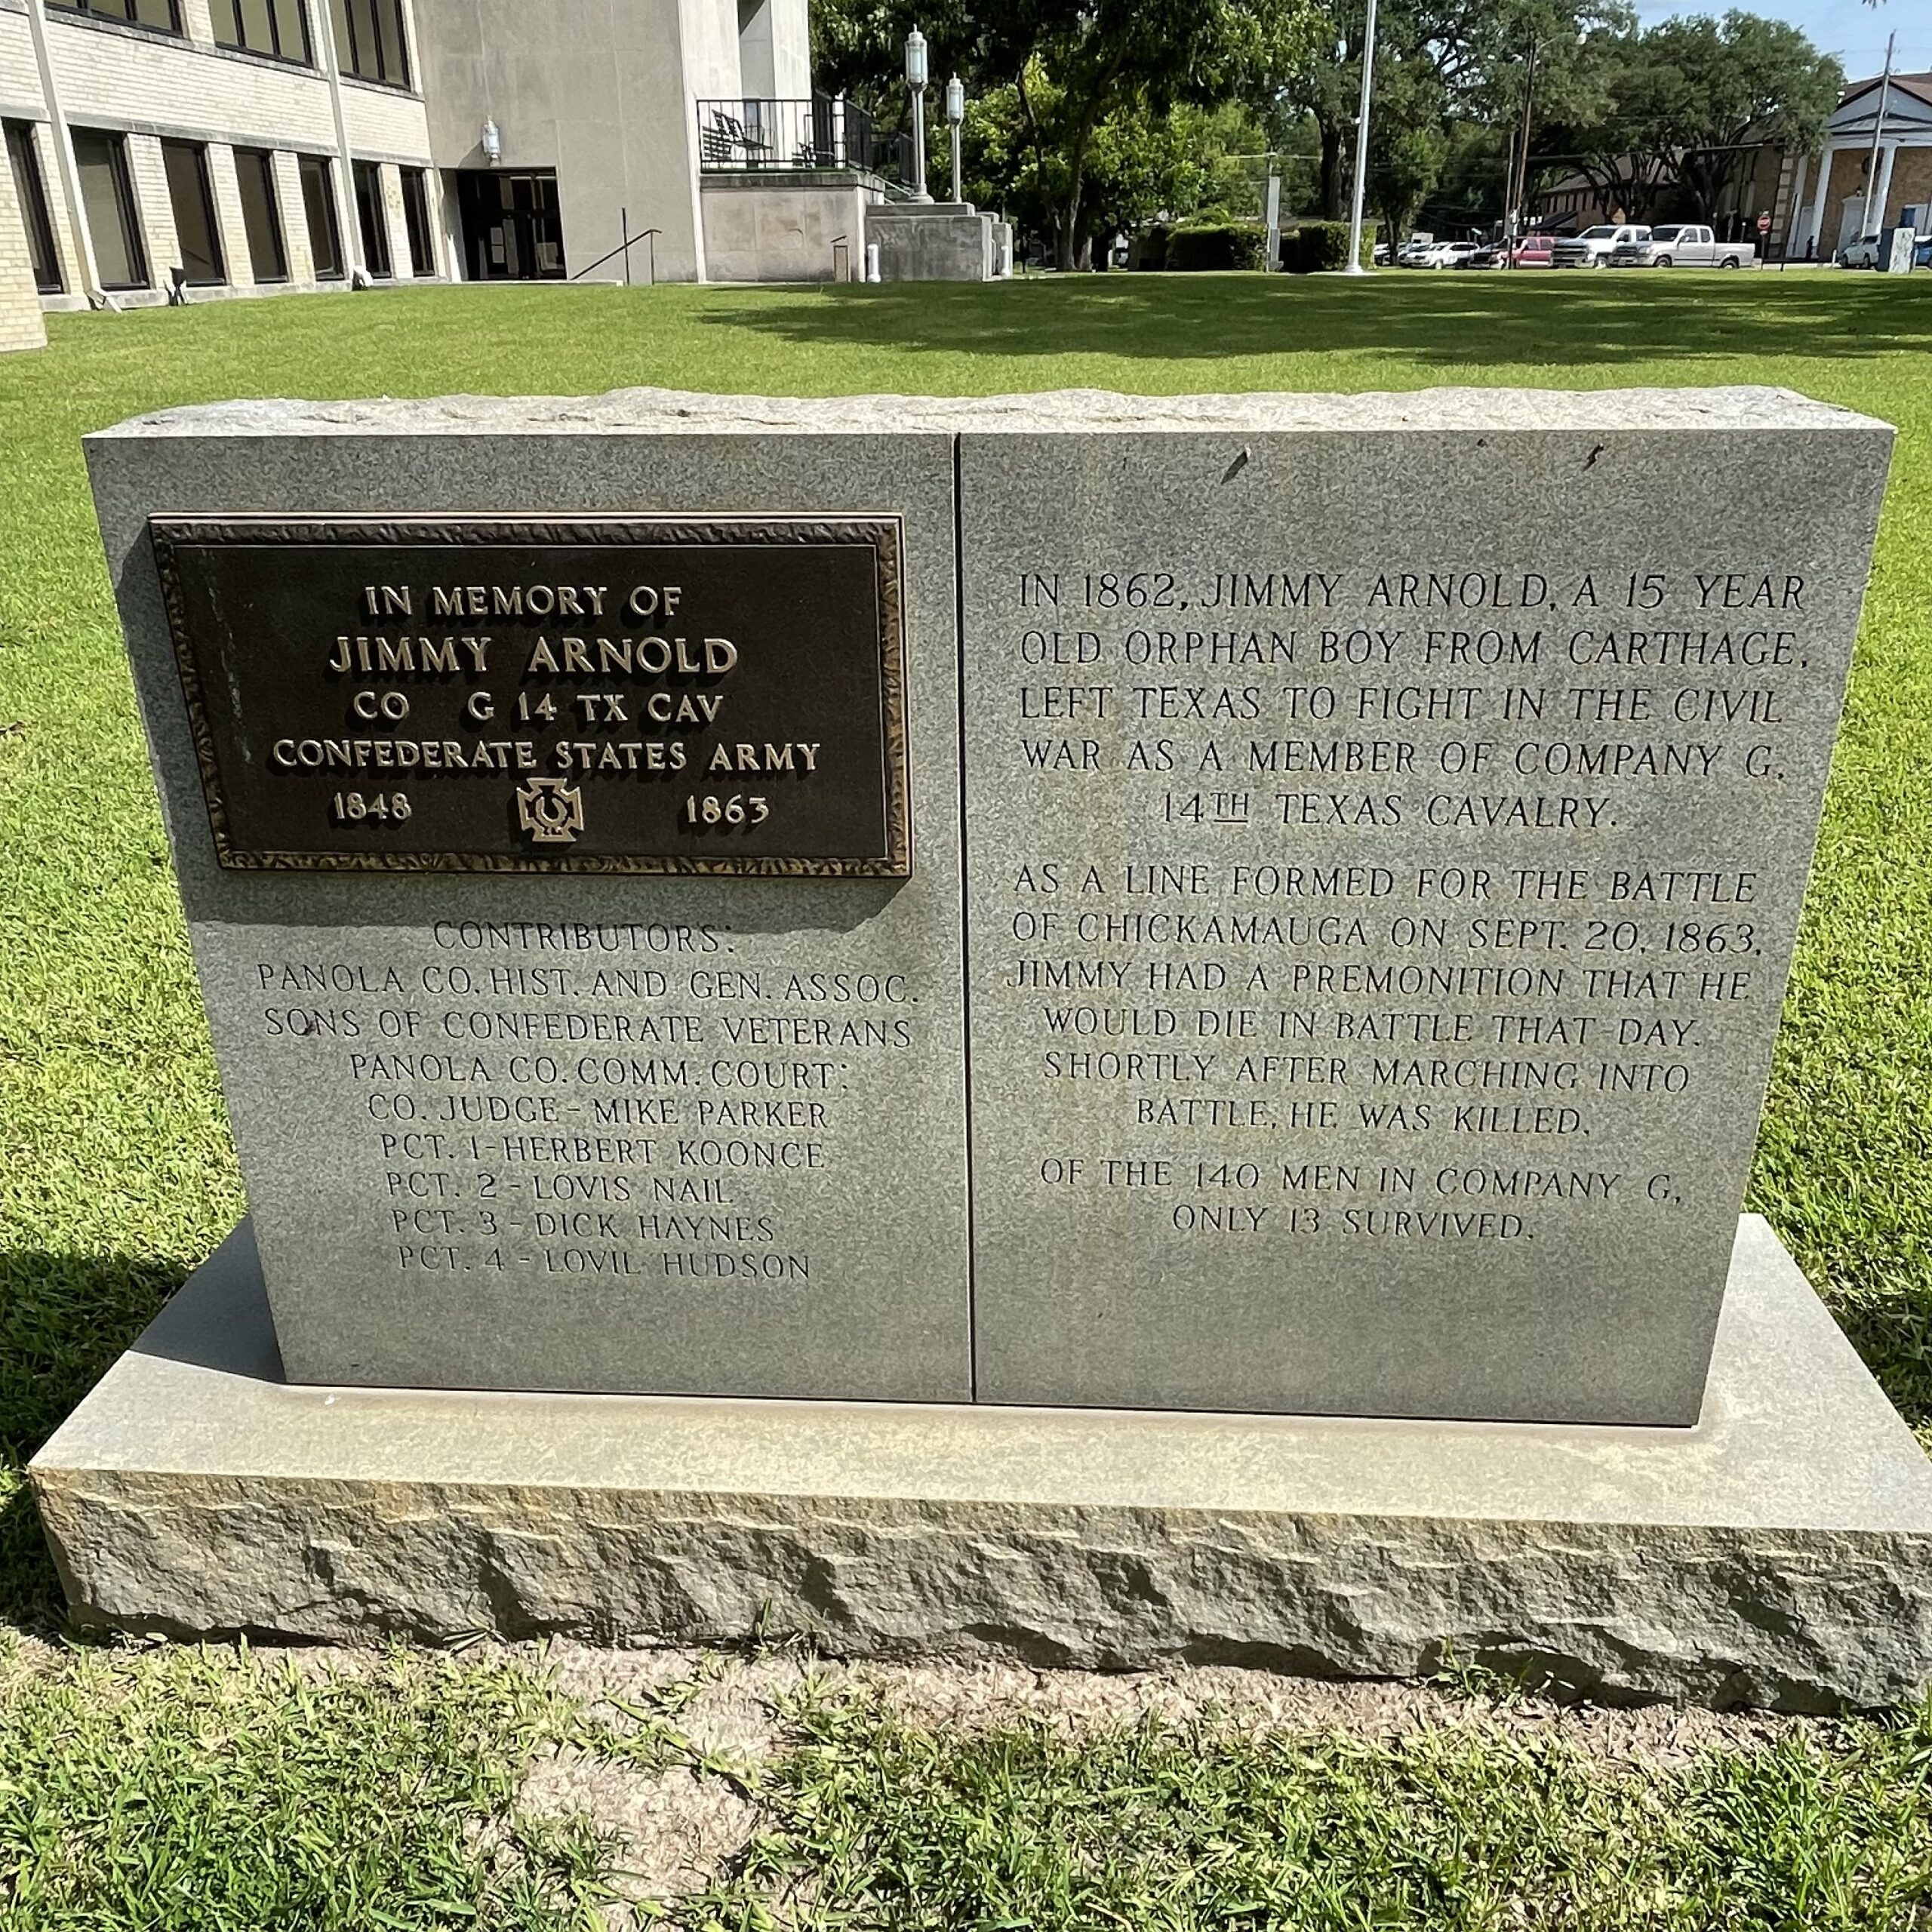 IN MEMORY OF
JIMMY ARNOLD
CO G 14 TX CAV
CONFEDERATE STATES ARMY
1848 1863
CONTRIBUTORS:
PANOLA CO. HIST. AND GEN. ASSOC.
SONS OF CONFEDERATE VETERANS
PANOLA CO. COMM. COURT:
CO. JUDGE - MIKE PARKER
PCT. 1 - HERBERT KOONCE
PCT. 2 - LOVIS NAIL
PCT. 3 - DICK HAYNES
PCT. 4 - LOVIL HUDSON
IN 1862, JIMMY ARNOLD, A 15 YEAR
OLD ORPHAN BOY FROM CARTHAGE,
LEFT TEXAS TO FIGHT IN THE CIVIL
WAR AS A MEMBER OF COMPANY G,
14TH TEXAS CAVALRY.
AS A LINE FORMED FOR THE BATTLE
OF CHICKAMAUGA ON SEPT. 20, 1863,
JIMMY HAD A PREMONITION THAT HE
WOULD DIE IN BATTLE THAT DAY.
SHORTLY AFTER MARCHING INTO
BATTLE, HE WAS KILLED.
OF THE 140 MEN IN COMPANY G,
ONLY 13 SURVIVED.